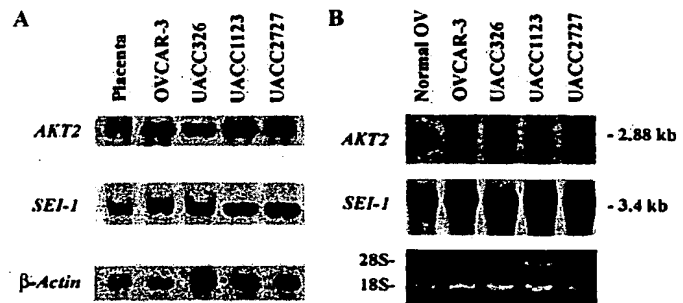 A
Placenta
OVCAR-3
UACC326
UACC1123
UACC2727
AKT2
SEI-1
β-Actin
B
Normal OV
OVCAR-3
UACC326
UACC1123
UACC2727
AKT2
- 2.88 kb
SEI-1
- 3.4 kb
28S-
18S-